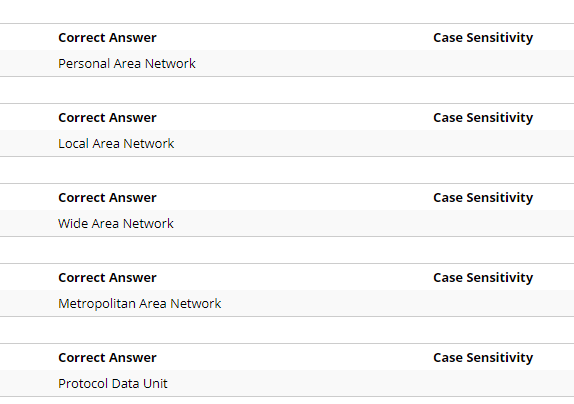 Correct Answer Case Sensitivity
Personal Area Network
Correct Answer Case Sensitivity
Local Area Network
Correct Answer Case Sensitivity
Wide Area Network
Correct Answer Case Sensitivity
Metropolitan Area Network
Correct Answer Case Sensitivity
Protocol Data Unit